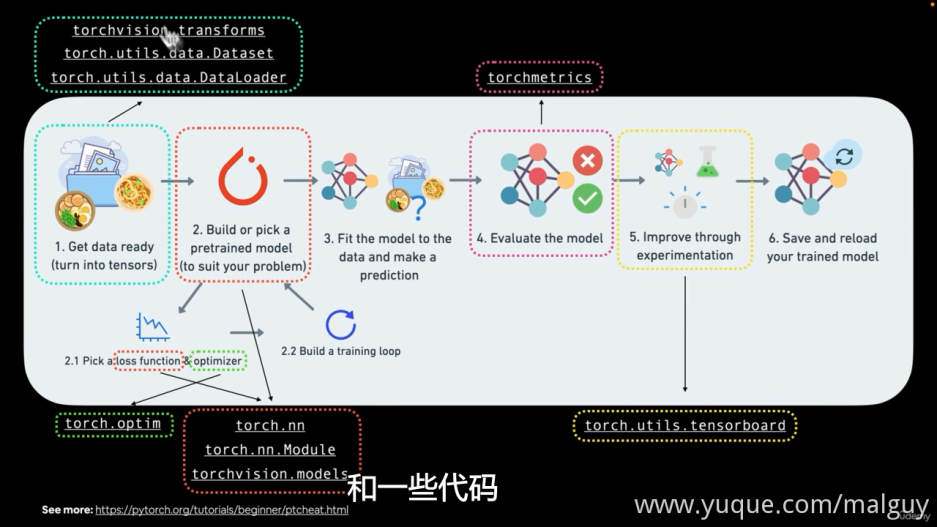 torchvision.transforms
torch.utils.data.Dataset
torch.utils.data.DataLoader
torchmetrics
1. Get data ready
(turn into tensors)
2. Build or pick a
pretrained model
(to suit your problem)
3. Fit the model to the
data and make a
prediction
4. Evaluate the model
5. Improve through
experimentation
6. Save and reload
your trained model
2.1 Pick a loss function & optimizer
2.2 Build a training loop
torch.optim
torch.nn
torch.nn.Module
torchvision.models
torch.utils.tensorboard
和一些代码
See more: https://pytorch.org/tutorials/beginner/ptcheat.html
www.yuque.com/malguy
Udemy